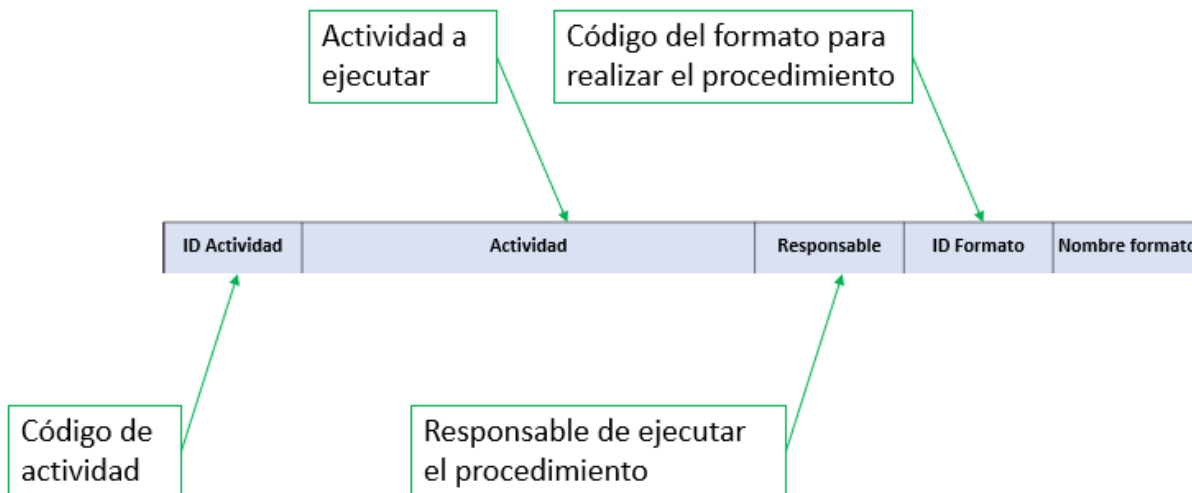 Actividad a
ejecutar
Código del formato para
realizar el procedimiento
ID Actividad
Actividad
Responsable
ID Formato
Nombre formato
Código de
actividad
Responsable de ejecutar
el procedimiento